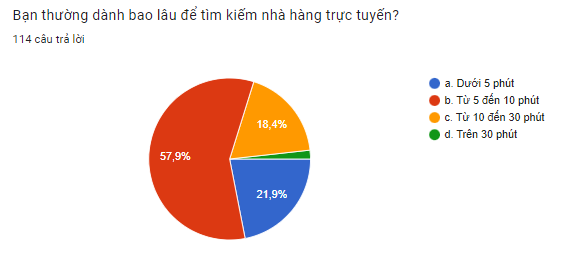 Bạn thường dành bao lâu để tìm kiếm nhà hàng trực tuyến?
114 câu trả lời
a. Dưới 5 phút
b. Từ 5 đến 10 phút
c. Từ 10 đến 30 phút
d. Trên 30 phút
18,4%
57,9%
21,9%